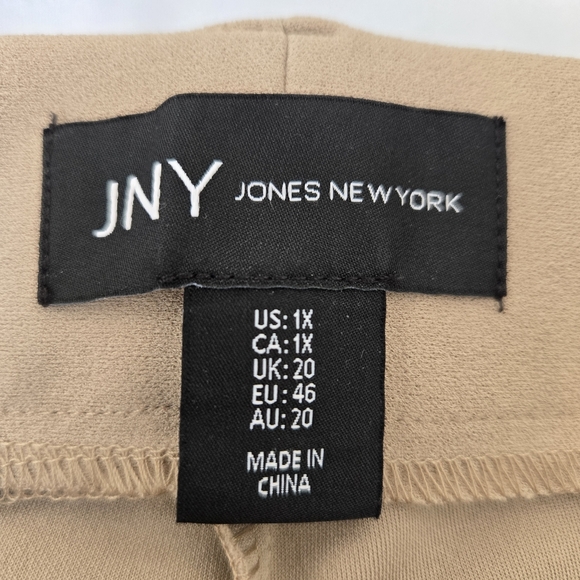 JNY JONES NEW YORK
US: 1X
CA: 1X
UK: 20
EU: 46
AU: 20
MADE IN
CHINA